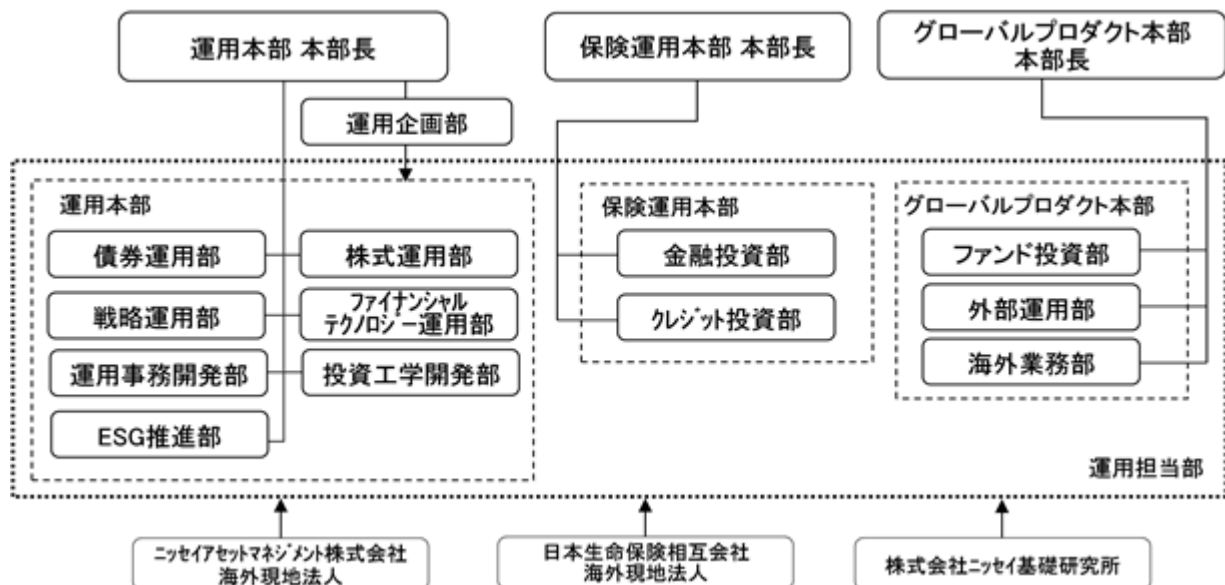 運用本部 本部長
保険運用本部 本部長
グローバルプロダクト本部
本部長
運用企画部
運用本部
債券運用部
株式運用部
戦略運用部
ファイナンシャル
テクノロジー運用部
運用事務開発部
投資工学開発部
ESG推進部
保険運用本部
金融投資部
クレジット投資部
グローバルプロダクト本部
ファンド投資部
外部運用部
海外業務部
運用担当部
ニッセイアセットマネジメント株式会社
海外現地法人
日本生命保険相互会社
海外現地法人
株式会社ニッセイ基礎研究所